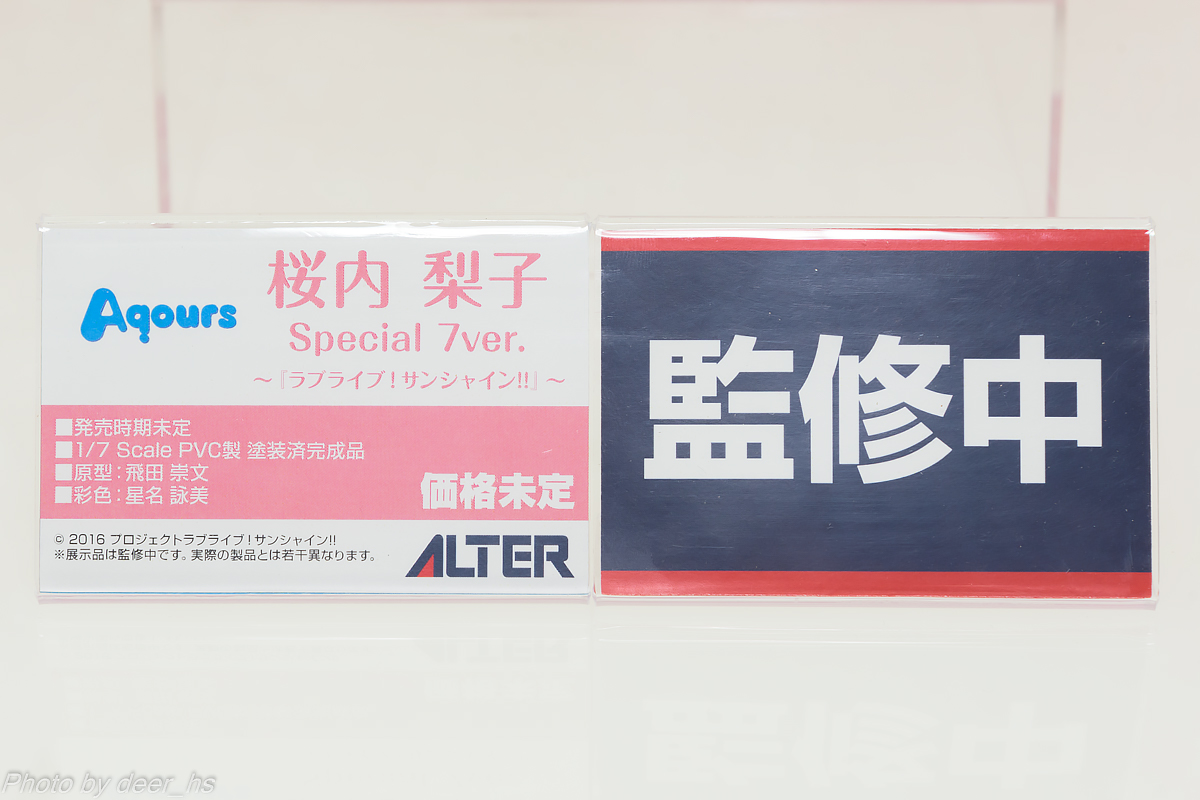 Aqours
桜内 梨子
Special 7ver.
~『ラブライブ!サンシャイン!!』~
■発売時期未定
■1/7 Scale PVC製 塗装済完成品
■原型:飛田 崇文
■彩色:星名 詠美
価格未定
© 2016 プロジェクトラブライブ!サンシャイン!!
※展示品は監修中です。実際の製品とは若干異なります。
ALTER
監修中
Photo by deer_hs